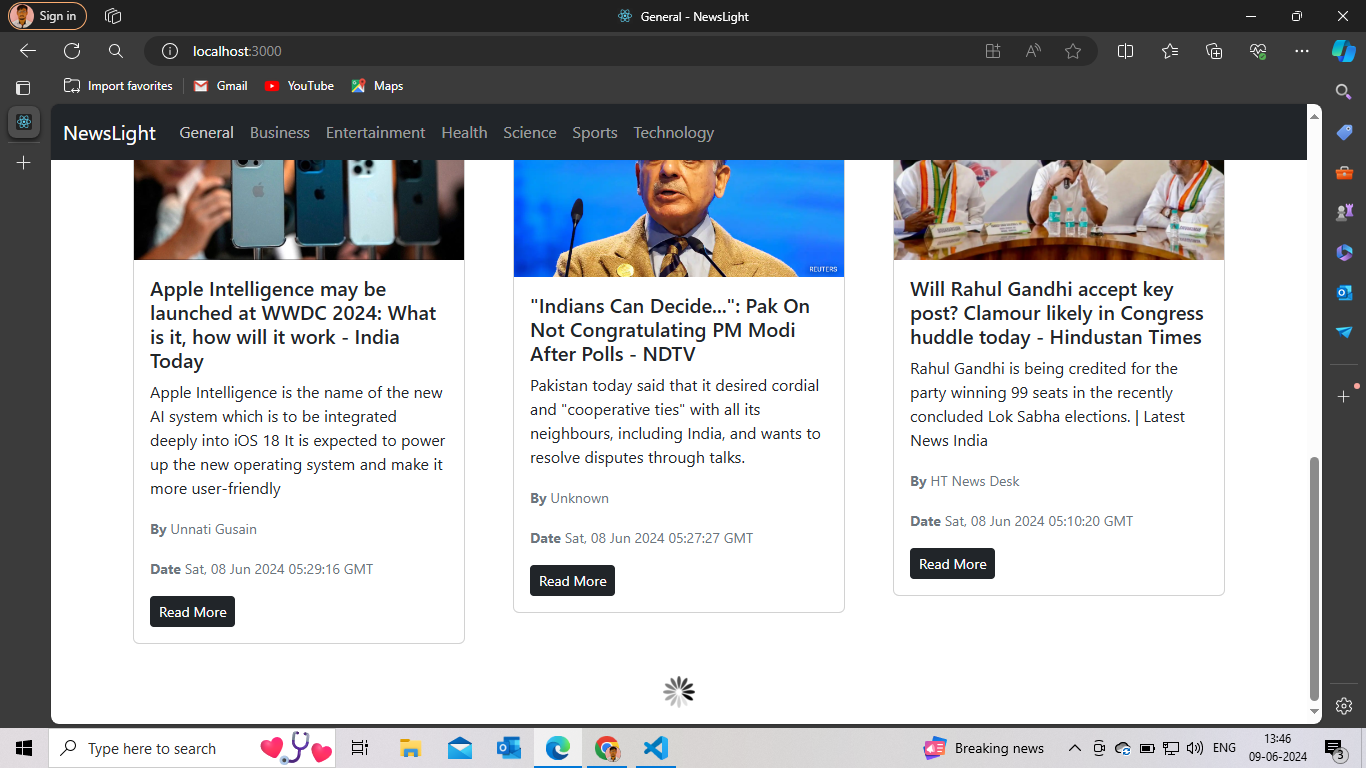 Sign in
General - NewsLight
localhost:3000
Import favorites
Gmail
YouTube
Maps
NewsLight
General
Business
Entertainment
Health
Science
Sports
Technology
Apple Intelligence may be
launched at WWDC 2024: What
is it, how will it work - India
Today
Apple Intelligence is the name of the new
AI system which is to be integrated
deeply into iOS 18 It is expected to power
up the new operating system and make it
more user-friendly
By Unnati Gusain
Date Sat, 08 Jun 2024 05:29:16 GMT
Read More
REUTERS
"Indians Can Decide...": Pak On
Not Congratulating PM Modi
After Polls - NDTV
Pakistan today said that it desired cordial
and "cooperative ties" with all its
neighbours, including India, and wants to
resolve disputes through talks.
By Unknown
Date Sat, 08 Jun 2024 05:27:27 GMT
Read More
Will Rahul Gandhi accept key
post? Clamour likely in Congress
huddle today - Hindustan Times
Rahul Gandhi is being credited for the
party winning 99 seats in the recently
concluded Lok Sabha elections. | Latest
News India
By HT News Desk
Date Sat, 08 Jun 2024 05:10:20 GMT
Read More
Type here to search
Breaking news
ENG
13:46
09-06-2024
3